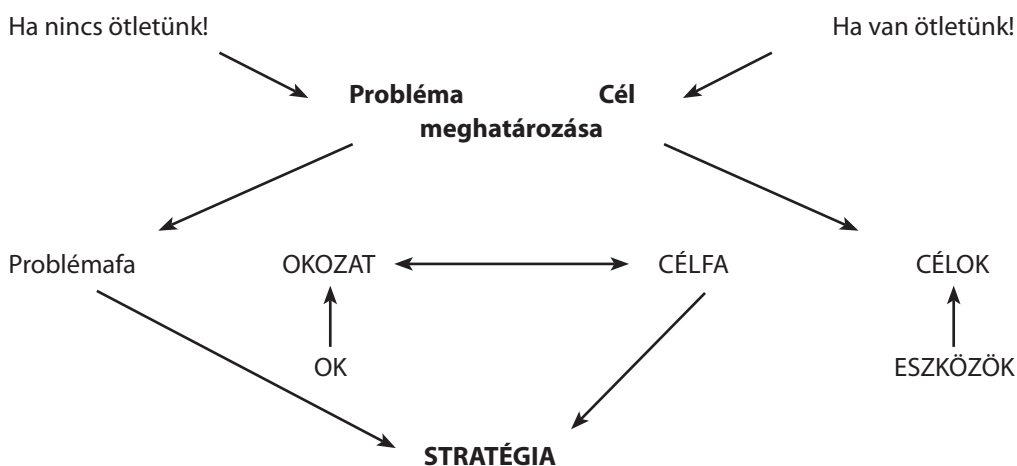 Ha nincs ötletünk!
Ha van ötletünk!
Probléma
Cél
meghatározása
Problémafa
OKOZAT
CÉLFA
CÉLOK
OK
ESZKÖZÖK
STRATÉGIA